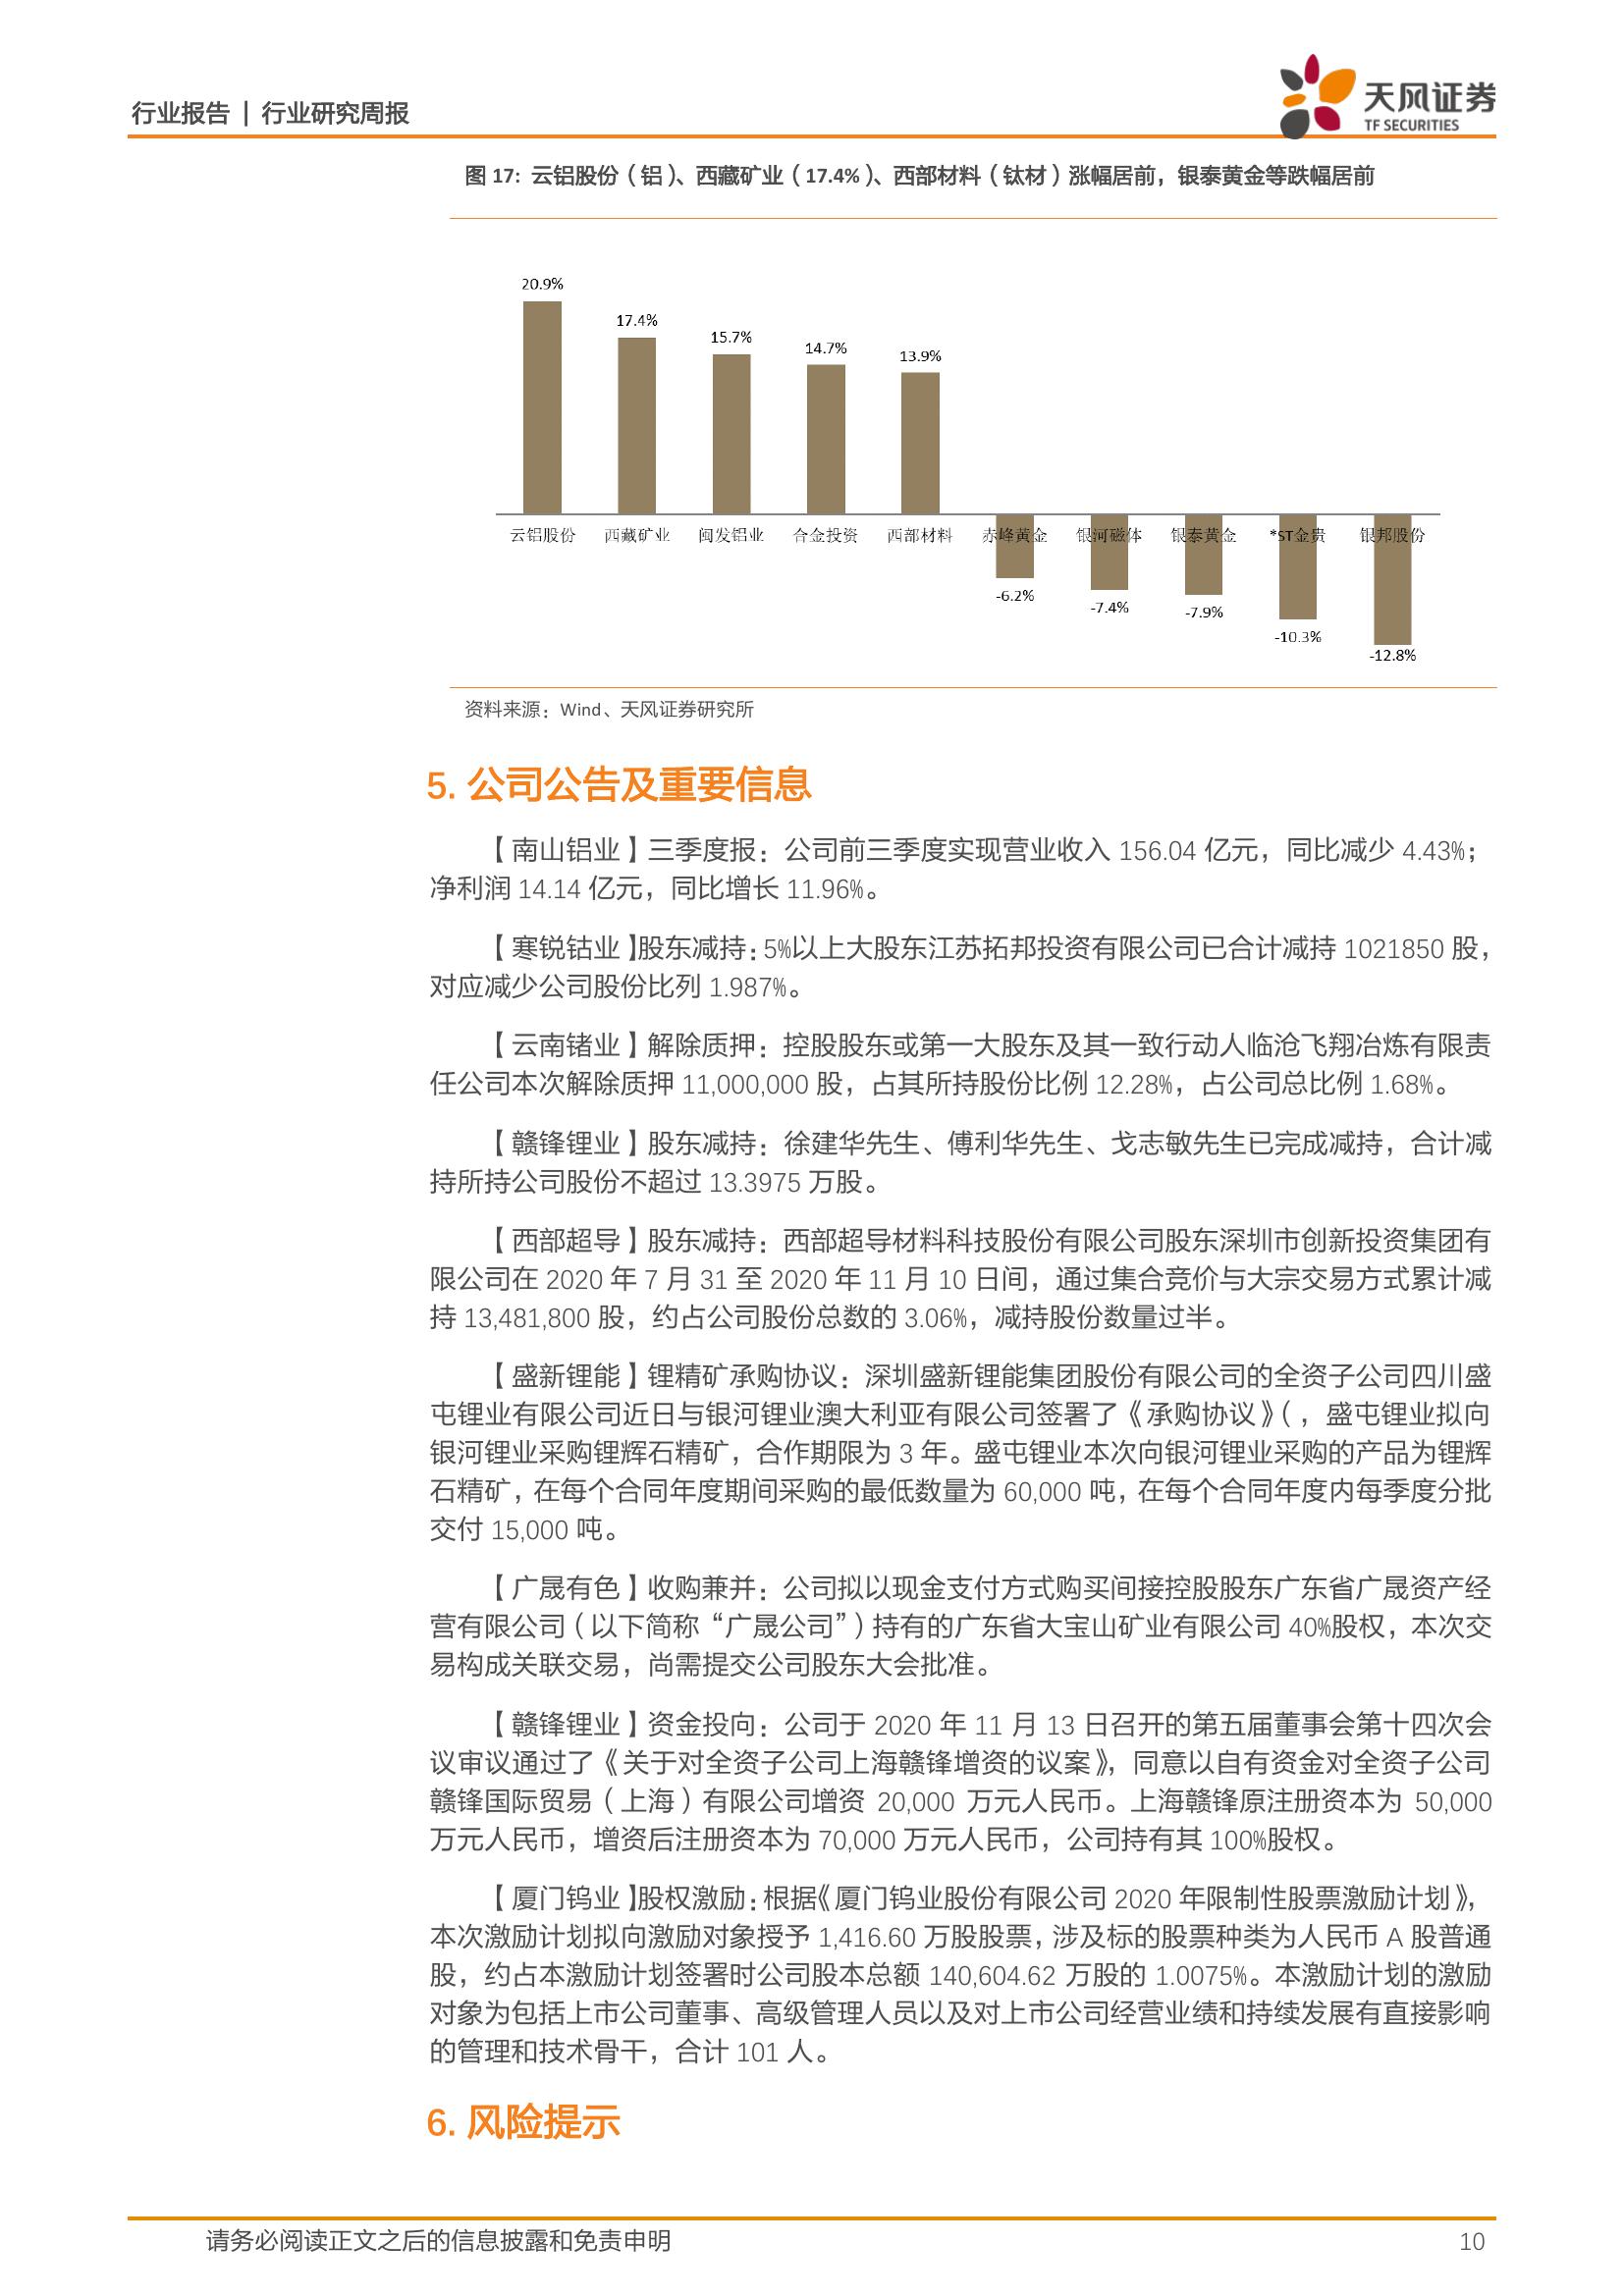 行业报告 | 行业研究周报
天风证券
TF SECURITIES
图 17：云铝股份（铝）、西藏矿业（17.4%）、西部材料（钛材）涨幅居前，银泰黄金等跌幅居前
20.9%
17.4%
15.7%
14.7%
13.9%
云铝股份 西藏矿业 闽发铝业 合金投资 西部材料 赤峰黄金 银河磁体 银泰黄金 *ST金贵 银邦股份
-6.2%
-7.4%
-7.9%
-10.3%
-12.8%
资料来源：Wind、天风证券研究所
5. 公司公告及重要信息
【南山铝业】三季度报：公司前三季度实现营业收入 156.04 亿元，同比减少 4.43%；
净利润 14.14 亿元，同比增长 11.96%。
【寒锐钴业】股东减持：5%以上大股东江苏拓邦投资有限公司已合计减持 1021850 股，
对应减少公司股份比列 1.987%。
【云南锗业】解除质押：控股股东或第一大股东及其一致行动人临沧飞翔冶炼有限责
任公司本次解除质押 11,000,000 股，占其所持股份比例 12.28%，占公司总比例 1.68%。
【赣锋锂业】股东减持：徐建华先生、傅利华先生、戈志敏先生已完成减持，合计减
持所持公司股份不超过 13.3975 万股。
【西部超导】股东减持：西部超导材料科技股份有限公司股东深圳市创新投资集团有
限公司在 2020 年 7 月 31 至 2020 年 11 月 10 日间，通过集合竞价与大宗交易方式累计减
持 13,481,800 股，约占公司股份总数的 3.06%，减持股份数量过半。
【盛新锂能】锂精矿承购协议：深圳盛新锂能集团股份有限公司的全资子公司四川盛
屯锂业有限公司近日与银河锂业澳大利亚有限公司签署了《承购协议》（，盛屯锂业拟向
银河锂业采购锂辉石精矿，合作期限为 3 年。盛屯锂业本次向银河锂业采购的产品为锂辉
石精矿，在每个合同年度期间采购的最低数量为 60,000 吨，在每个合同年度内每季度分批
交付 15,000 吨。
【广晟有色】收购兼并：公司拟以现金支付方式购买间接控股股东广东省广晟资产经
营有限公司（以下简称“广晟公司”）持有的广东省大宝山矿业有限公司 40%股权，本次交
易构成关联交易，尚需提交公司股东大会批准。
【赣锋锂业】资金投向：公司于 2020 年 11 月 13 日召开的第五届董事会第十四次会
议审议通过了《关于对全资子公司上海赣锋增资的议案》，同意以自有资金对全资子公司
赣锋国际贸易（上海）有限公司增资 20,000 万元人民币。上海赣锋原注册资本为 50,000
万元人民币，增资后注册资本为 70,000 万元人民币，公司持有其 100%股权。
【厦门钨业】股权激励：根据《厦门钨业股份有限公司 2020 年限制性股票激励计划》，
本次激励计划拟向激励对象授予 1,416.60 万股股票，涉及标的股票种类为人民币 A 股普通
股，约占本激励计划签署时公司股本总额 140,604.62 万股的 1.0075%。本激励计划的激励
对象为包括上市公司董事、高级管理人员以及对上市公司经营业绩和持续发展有直接影响
的管理和技术骨干，合计 101 人。
6. 风险提示
请务必阅读正文之后的信息披露和免责申明
10